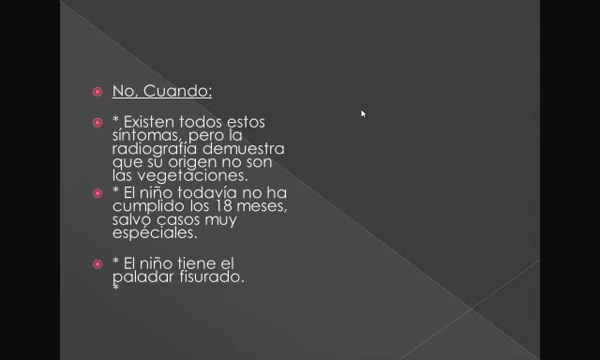 No, Cuando:
* Existen todos estos
síntomas, pero la
radiografía demuestra
que su origen no son
las vegetaciones.
* El niño todavía no ha
cumplido los 18 meses,
salvo casos muy
especiales.
* El niño tiene el
paladar fisurado.
*